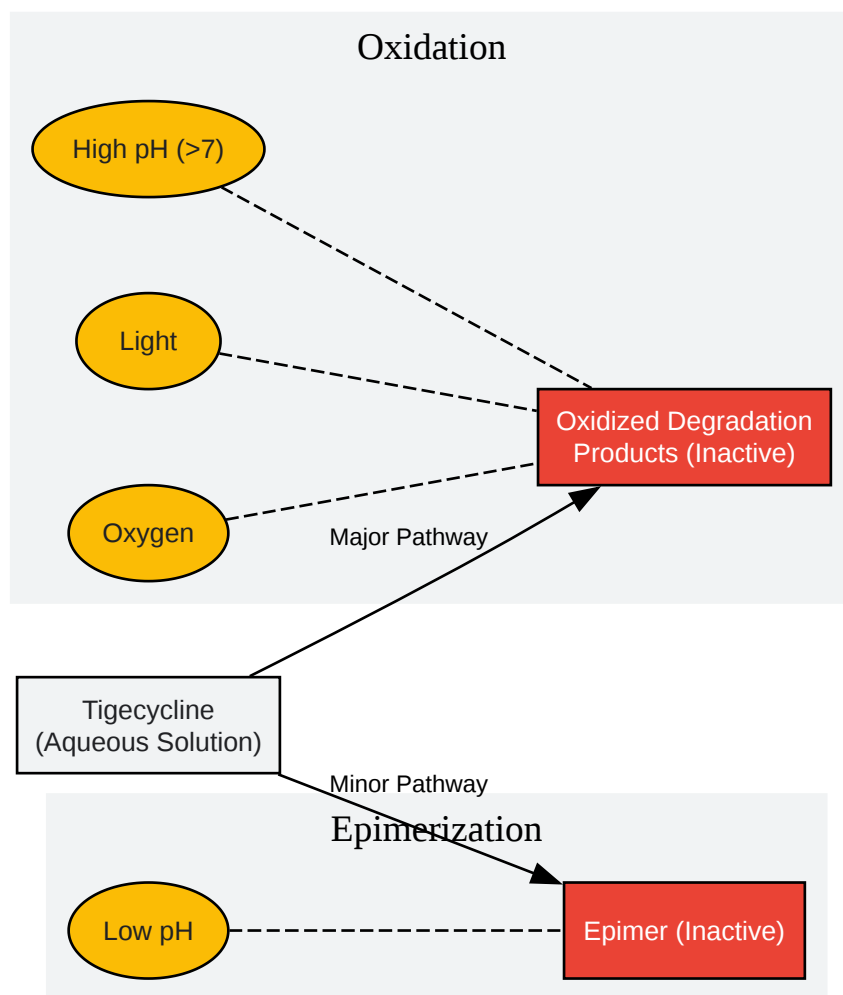 Oxidation
High pH (>7)
Light
Oxidized Degradation
Products (Inactive)
Oxygen
Major Pathway
Tigecycline
(Aqueous Solution)
Minor Pathway
Epimerization
Low pH
Epimer (Inactive)